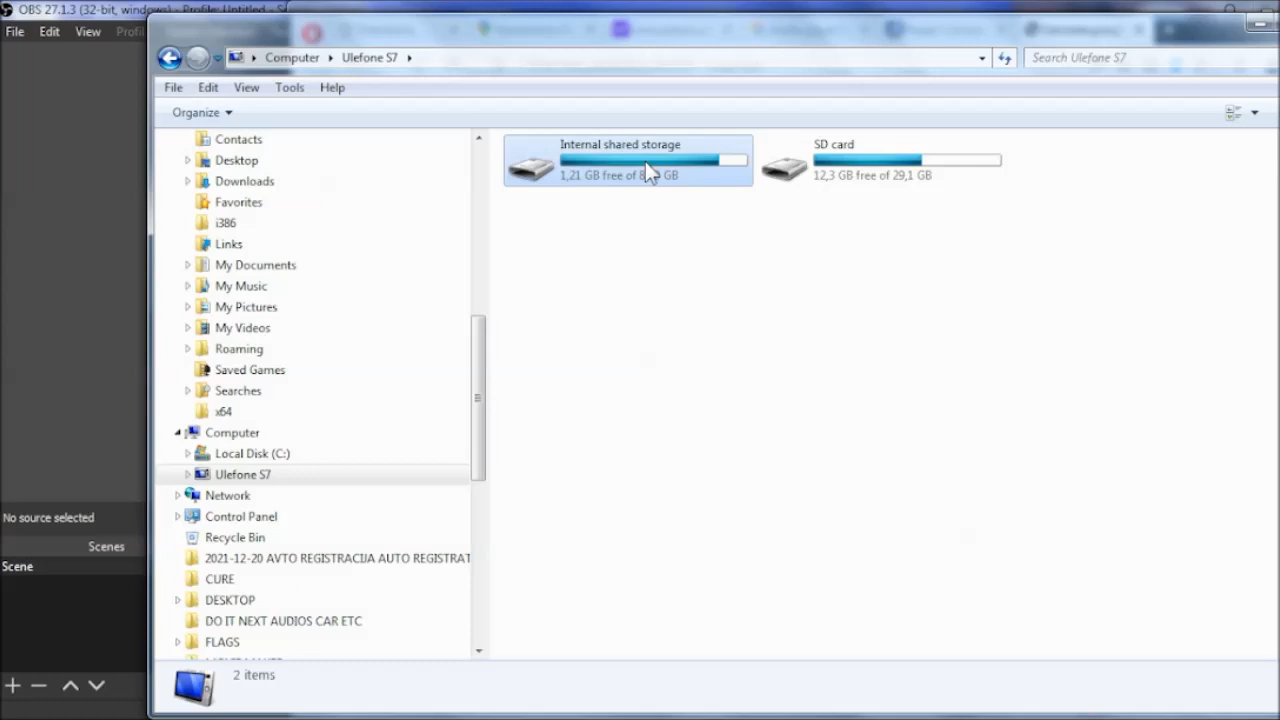 OBS 27.1.3 (32-bit, windows) - Profile: Untitled - S
File Edit View Profi
Computer Ulefone S7
Search Ulefone S7
File Edit View Tools Help
Organize
Contacts
Desktop
Downloads
Favorites
i386
Links
My Documents
My Music
My Pictures
My Videos
Roaming
Saved Games
Searches
x64
Computer
Local Disk (C:)
Ulefone S7
Network
Control Panel
Recycle Bin
2021-12-20 AVTO REGISTRACIJA AUTO REGISTRAT
CURE
DESKTOP
DO IT NEXT AUDIOS CAR ETC
FLAGS
Internal shared storage
1,21 GB free of 8 GB
SD card
12,3 GB free of 29,1 GB
2 items
No source selected
Scenes
Scene